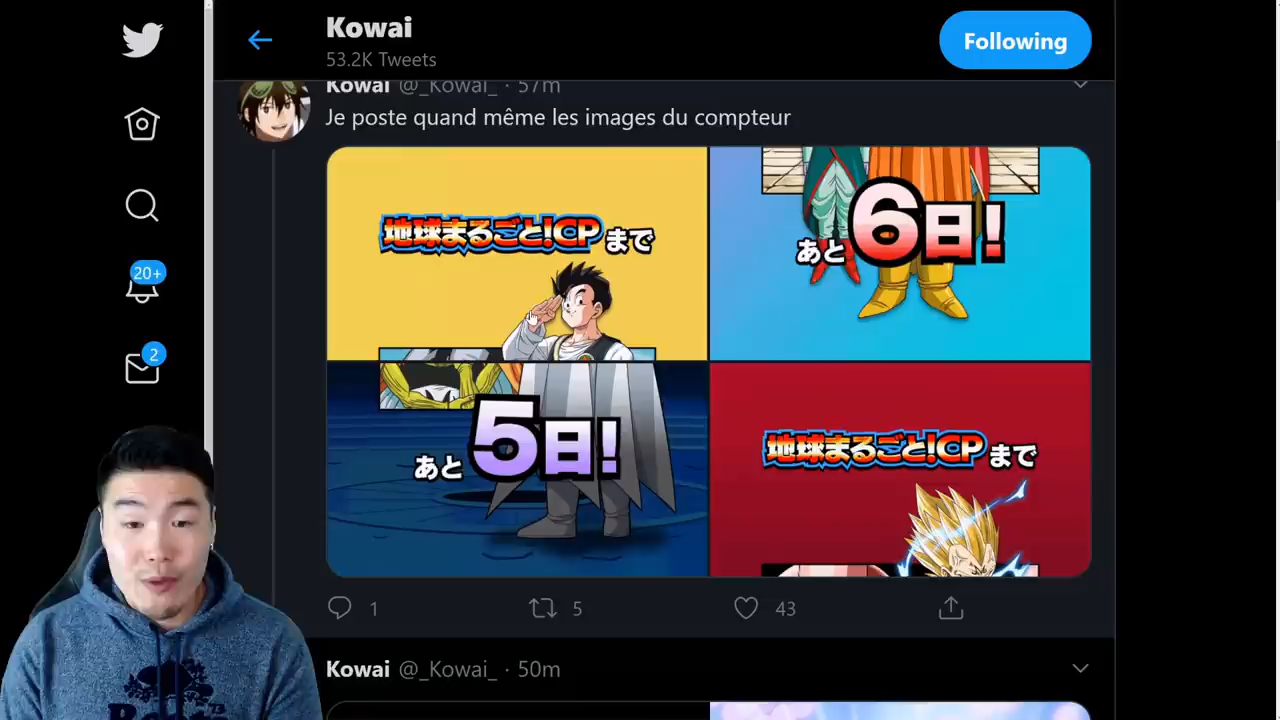 Kowai
53.2K Tweets
Following
Kowai @_Kowai_ · 57m
Je poste quand même les images du compteur
地球まるごと!CPまで
あと6日!
あと5日!
地球まるごと!CPまで
20+
2
1
5
43
Kowai @_Kowai_ · 50m